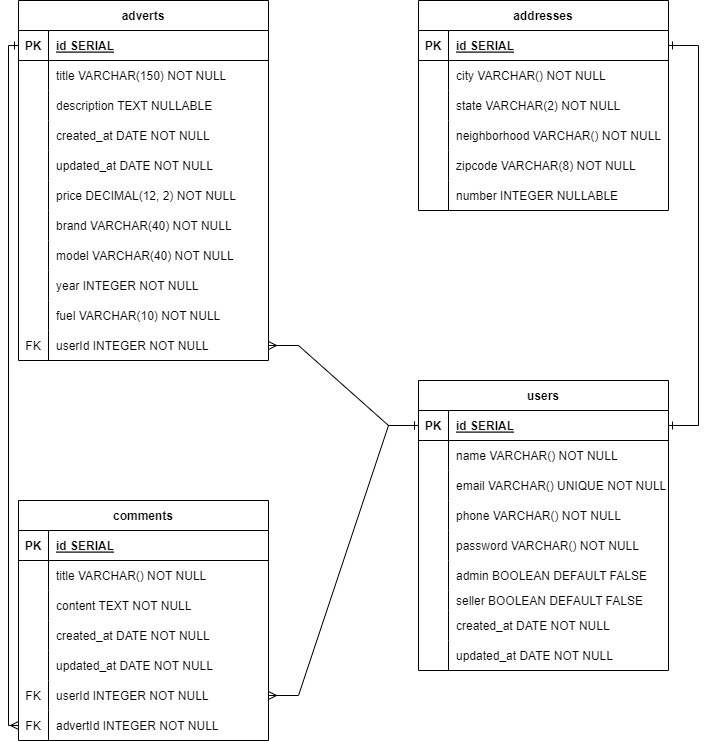 adverts
PK id SERIAL
title VARCHAR(150) NOT NULL
description TEXT NULLABLE
created_at DATE NOT NULL
updated_at DATE NOT NULL
price DECIMAL(12, 2) NOT NULL
brand VARCHAR(40) NOT NULL
model VARCHAR(40) NOT NULL
year INTEGER NOT NULL
fuel VARCHAR(10) NOT NULL
FK userId INTEGER NOT NULL
addresses
PK id SERIAL
city VARCHAR() NOT NULL
state VARCHAR(2) NOT NULL
neighborhood VARCHAR() NOT NULL
zipcode VARCHAR(8) NOT NULL
number INTEGER NULLABLE
users
PK id SERIAL
name VARCHAR() NOT NULL
email VARCHAR() UNIQUE NOT NULL
phone VARCHAR() NOT NULL
password VARCHAR() NOT NULL
admin BOOLEAN DEFAULT FALSE
seller BOOLEAN DEFAULT FALSE
created_at DATE NOT NULL
updated_at DATE NOT NULL
comments
PK id SERIAL
title VARCHAR() NOT NULL
content TEXT NOT NULL
created_at DATE NOT NULL
updated_at DATE NOT NULL
FK userId INTEGER NOT NULL
FK advertId INTEGER NOT NULL